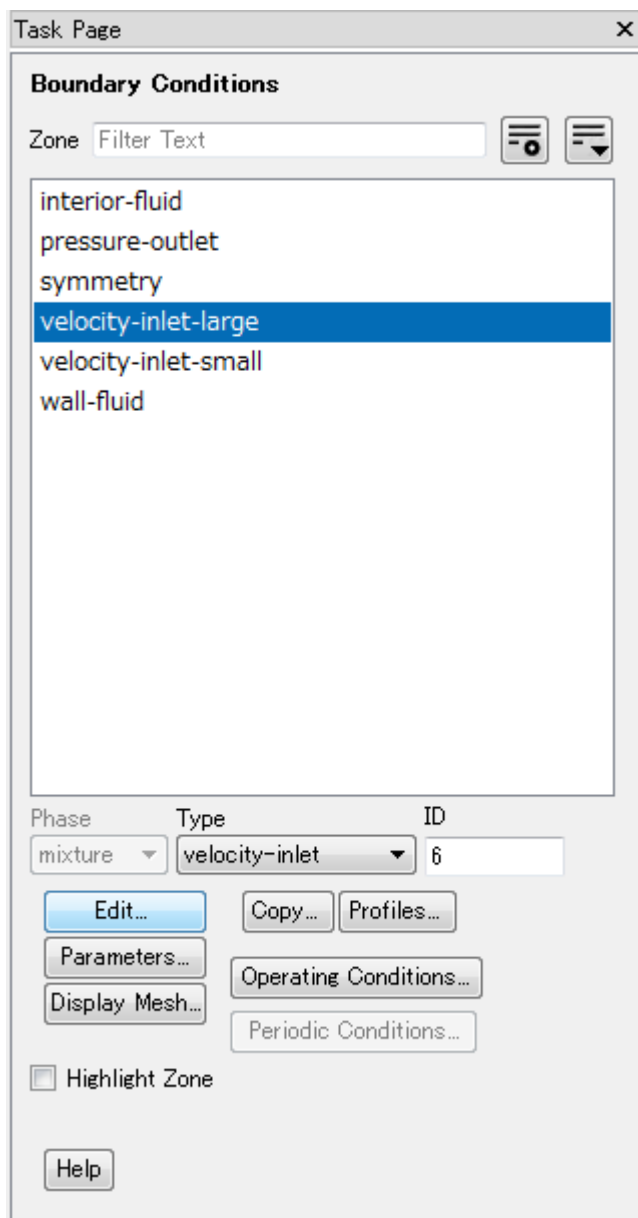 Task Page
Boundary Conditions
Zone Filter Text
interior-fluid
pressure-outlet
symmetry
velocity-inlet-large
velocity-inlet-small
wall-fluid
Phase Type ID
mixture velocity-inlet 6
Edit... Copy... Profiles...
Parameters...
Operating Conditions...
Display Mesh...
Periodic Conditions...
Highlight Zone
Help